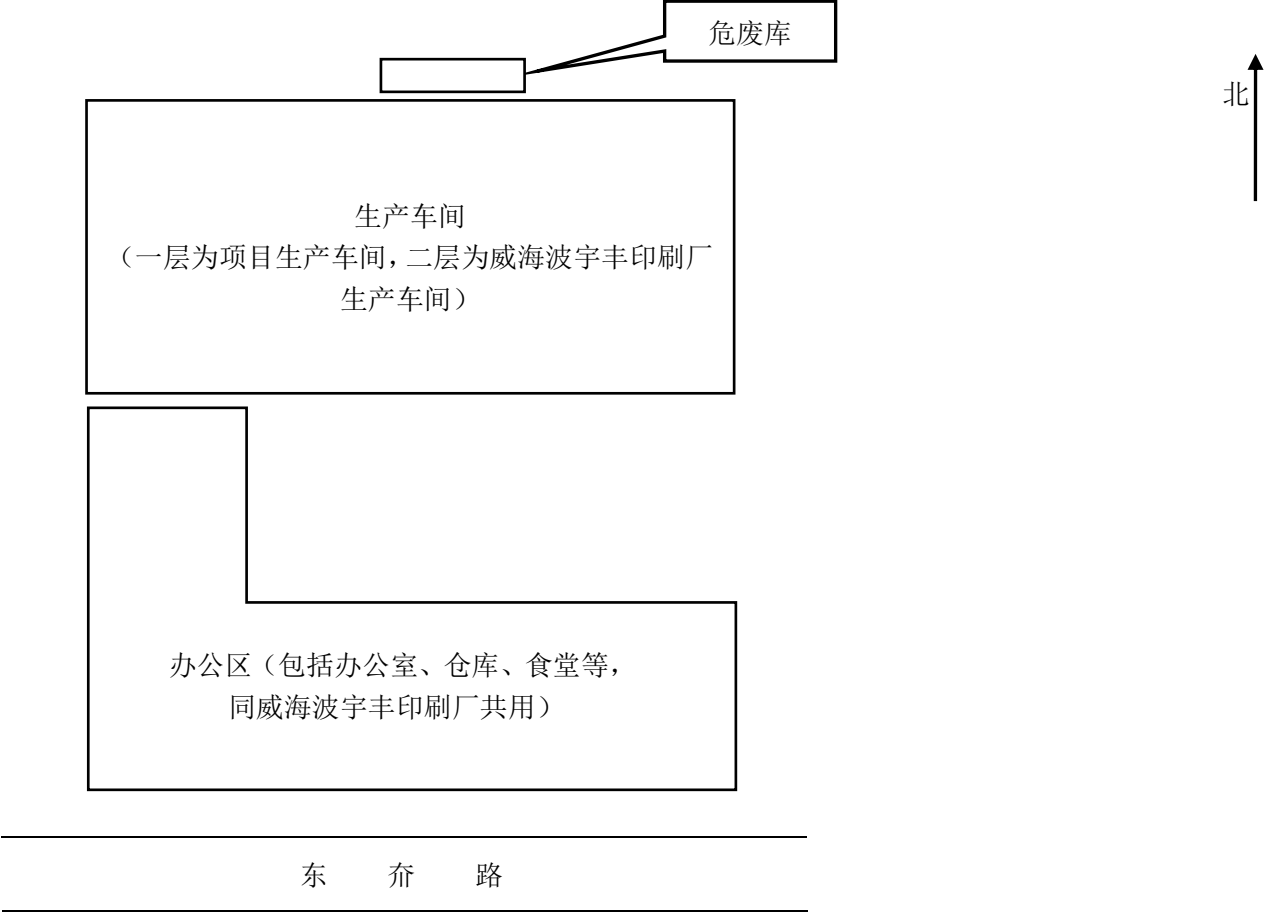 危废库
北
生产车间
（一层为项目生产车间，二层为威海波宇丰印刷厂
生产车间）
办公区（包括办公室、仓库、食堂等，
同威海波宇丰印刷厂共用）
东 夼 路